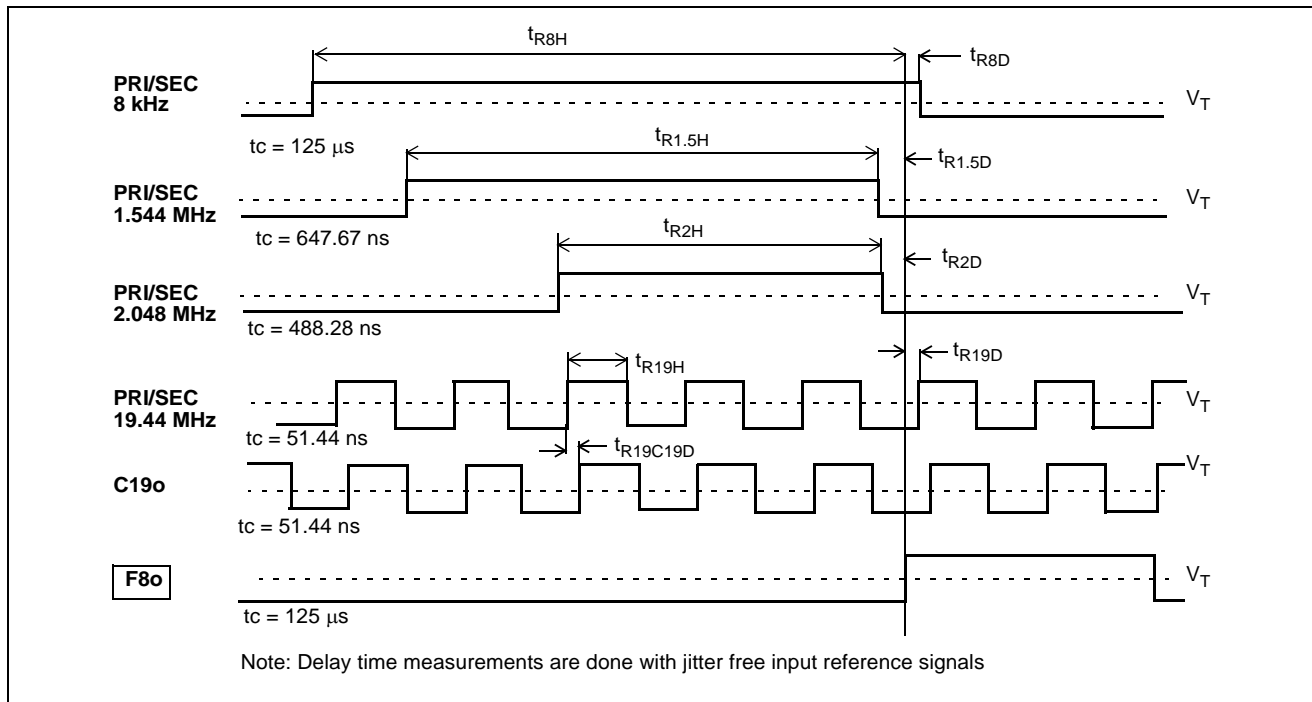 tR8H
tR8D
PRI/SEC
8 kHz
VT
tc = 125 μs
tR1.5H
tR1.5D
PRI/SEC
1.544 MHz
VT
tc = 647.67 ns
tR2H
tR2D
PRI/SEC
2.048 MHz
VT
tc = 488.28 ns
tR19H
tR19D
PRI/SEC
19.44 MHz
VT
tc = 51.44 ns
tR19C19D
C19o
VT
tc = 51.44 ns
F8o
VT
tc = 125 μs
Note: Delay time measurements are done with jitter free input reference signals